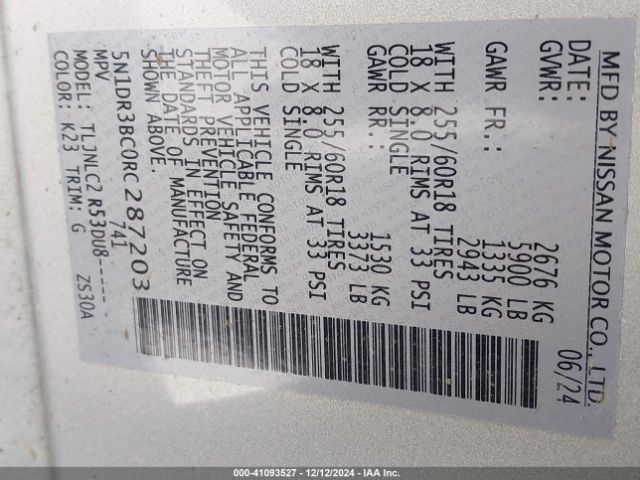 MFD BY NISSAN MOTOR CO., LTD.
DATE: 06/24
GVWR: 2676 KG
5900 LB
GAWR FR.: 1335 KG
2943 LB
WITH 255/60R18 TIRES
18 X 8.0 RIMS AT 33 PSI
COLD SINGLE
GAWR RR.: 1530 KG
3373 LB
WITH 255/60R18 TIRES
18 X 8.0 RIMS AT 33 PSI
COLD SINGLE
THIS VEHICLE CONFORMS TO
ALL APPLICABLE FEDERAL
MOTOR VEHICLE SAFETY AND
THEFT PREVENTION
STANDARDS IN EFFECT ON
THE DATE OF MANUFACTURE
SHOWN ABOVE.
5N1DR3BC0RC287203
MPV 741
MODEL: TLJNLC2 R53DU8-----
COLOR: K23 TRIM: G ZS30A
000-41093527 - 12/12/2024 - IAA Inc.